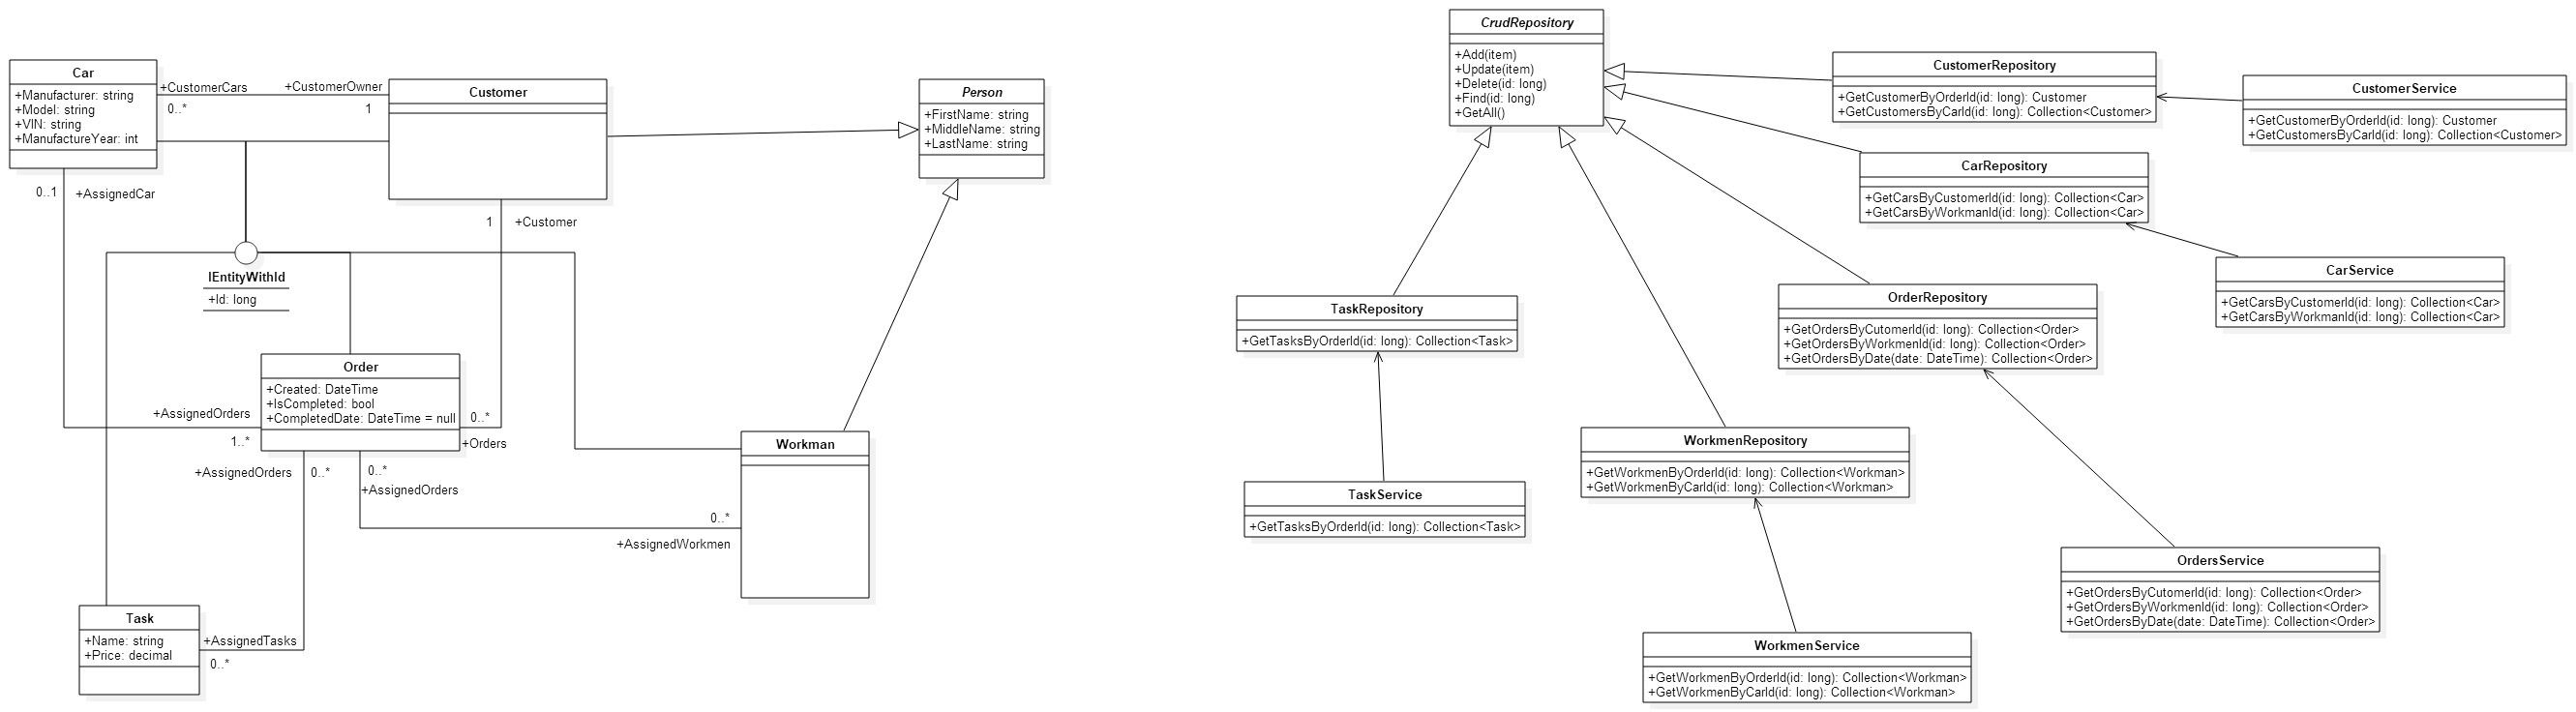 Car
+Manufacturer: string
+Model: string
+VIN: string
+ManufactureYear: int
+CustomerCars
0..*
+CustomerOwner
1
Customer
Person
+FirstName: string
+MiddleName: string
+LastName: string
0..1
+AssignedCar
1
+Customer
IEntityWithId
+Id: long
Order
+Created: DateTime
+IsCompleted: bool
+CompletedDate: DateTime = null
+AssignedOrders
1..*
0..*
+Orders
+AssignedOrders
0..*
0..*
+AssignedOrders
Workman
0..*
+AssignedWorkmen
Task
+Name: string
+Price: decimal
+AssignedTasks
0..*
CrudRepository
+Add(item)
+Update(item)
+Delete(id: long)
+Find(id: long)
+GetAll()
CustomerRepository
+GetCustomerByOrderId(id: long): Customer
+GetCustomersByCarId(id: long): Collection<Customer>
CustomerService
+GetCustomerByOrderId(id: long): Customer
+GetCustomersByCarId(id: long): Collection<Customer>
CarRepository
+GetCarsByCustomerId(id: long): Collection<Car>
+GetCarsByWorkmanId(id: long): Collection<Car>
CarService
+GetCarsByCustomerId(id: long): Collection<Car>
+GetCarsByWorkmanId(id: long): Collection<Car>
TaskRepository
+GetTasksByOrderId(id: long): Collection<Task>
OrderRepository
+GetOrdersByCutomerId(id: long): Collection<Order>
+GetOrdersByWorkmenId(id: long): Collection<Order>
+GetOrdersByDate(date: DateTime): Collection<Order>
WorkmenRepository
+GetWorkmenByOrderId(id: long): Collection<Workman>
+GetWorkmenByCarId(id: long): Collection<Workman>
TaskService
+GetTasksByOrderId(id: long): Collection<Task>
OrdersService
+GetOrdersByCutomerId(id: long): Collection<Order>
+GetOrdersByWorkmenId(id: long): Collection<Order>
+GetOrdersByDate(date: DateTime): Collection<Order>
WorkmenService
+GetWorkmenByOrderId(id: long): Collection<Workman>
+GetWorkmenByCarId(id: long): Collection<Workman>